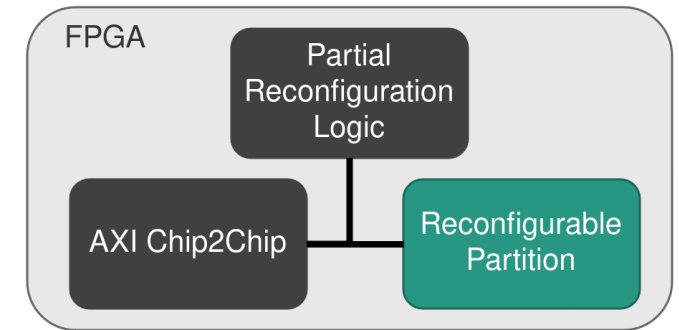 FPGA
Partial
Reconfiguration
Logic
AXI Chip2Chip
Reconfigurable
Partition